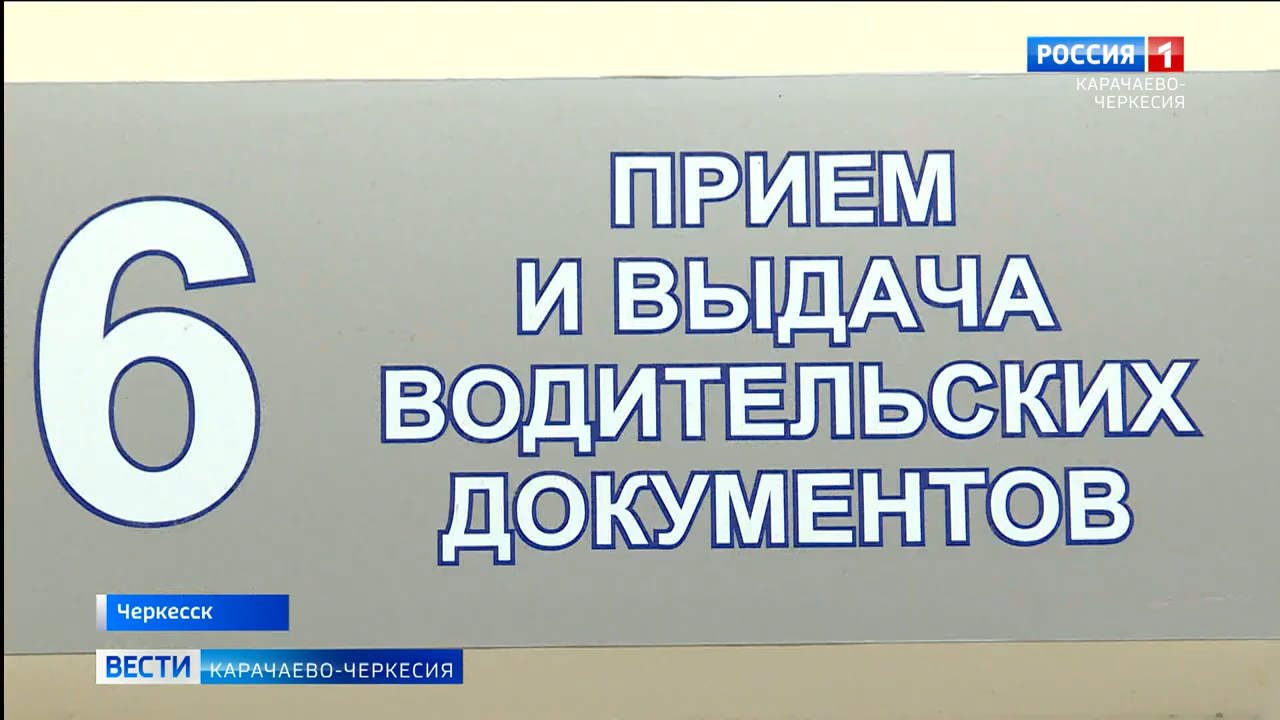 РОССИЯ 1
КАРАЧАЕВО-
ЧЕРКЕСИЯ
6
ПРИЕМ
И ВЫДАЧА
ВОДИТЕЛЬСКИХ
ДОКУМЕНТОВ
Черкесск
ВЕСТИ КАРАЧАЕВО-ЧЕРКЕСИЯ